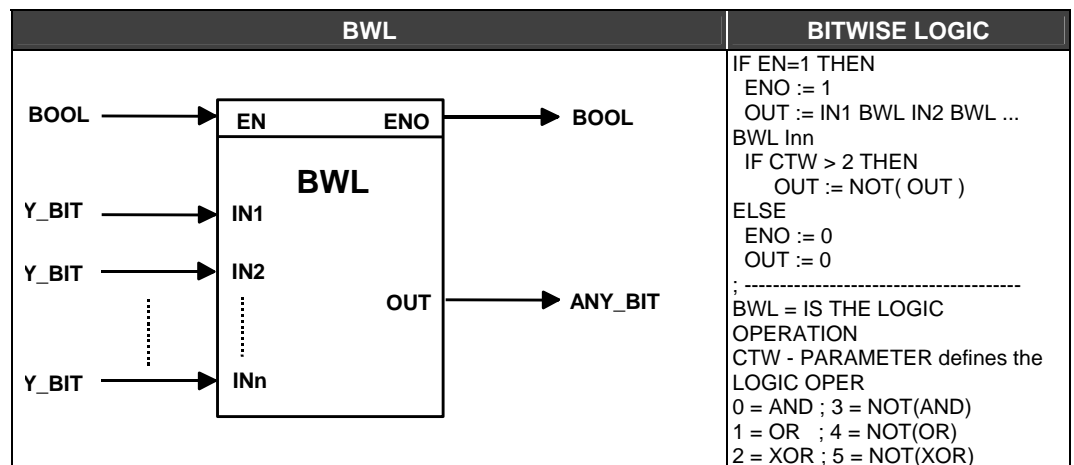 BWL
BITWISE LOGIC
BOOL
EN
ENO
BOOL
BWL
Y_BIT
IN1
Y_BIT
IN2
OUT
ANY_BIT
Y_BIT
INn
IF EN=1 THEN
ENO := 1
OUT := IN1 BWL IN2 BWL ...
BWL Inn
IF CTW > 2 THEN
OUT := NOT( OUT )
ELSE
ENO := 0
OUT := 0
; ---------------------------------------
BWL = IS THE LOGIC
OPERATION
CTW - PARAMETER defines the
LOGIC OPER
0 = AND ; 3 = NOT(AND)
1 = OR ; 4 = NOT(OR)
2 = XOR ; 5 = NOT(XOR)